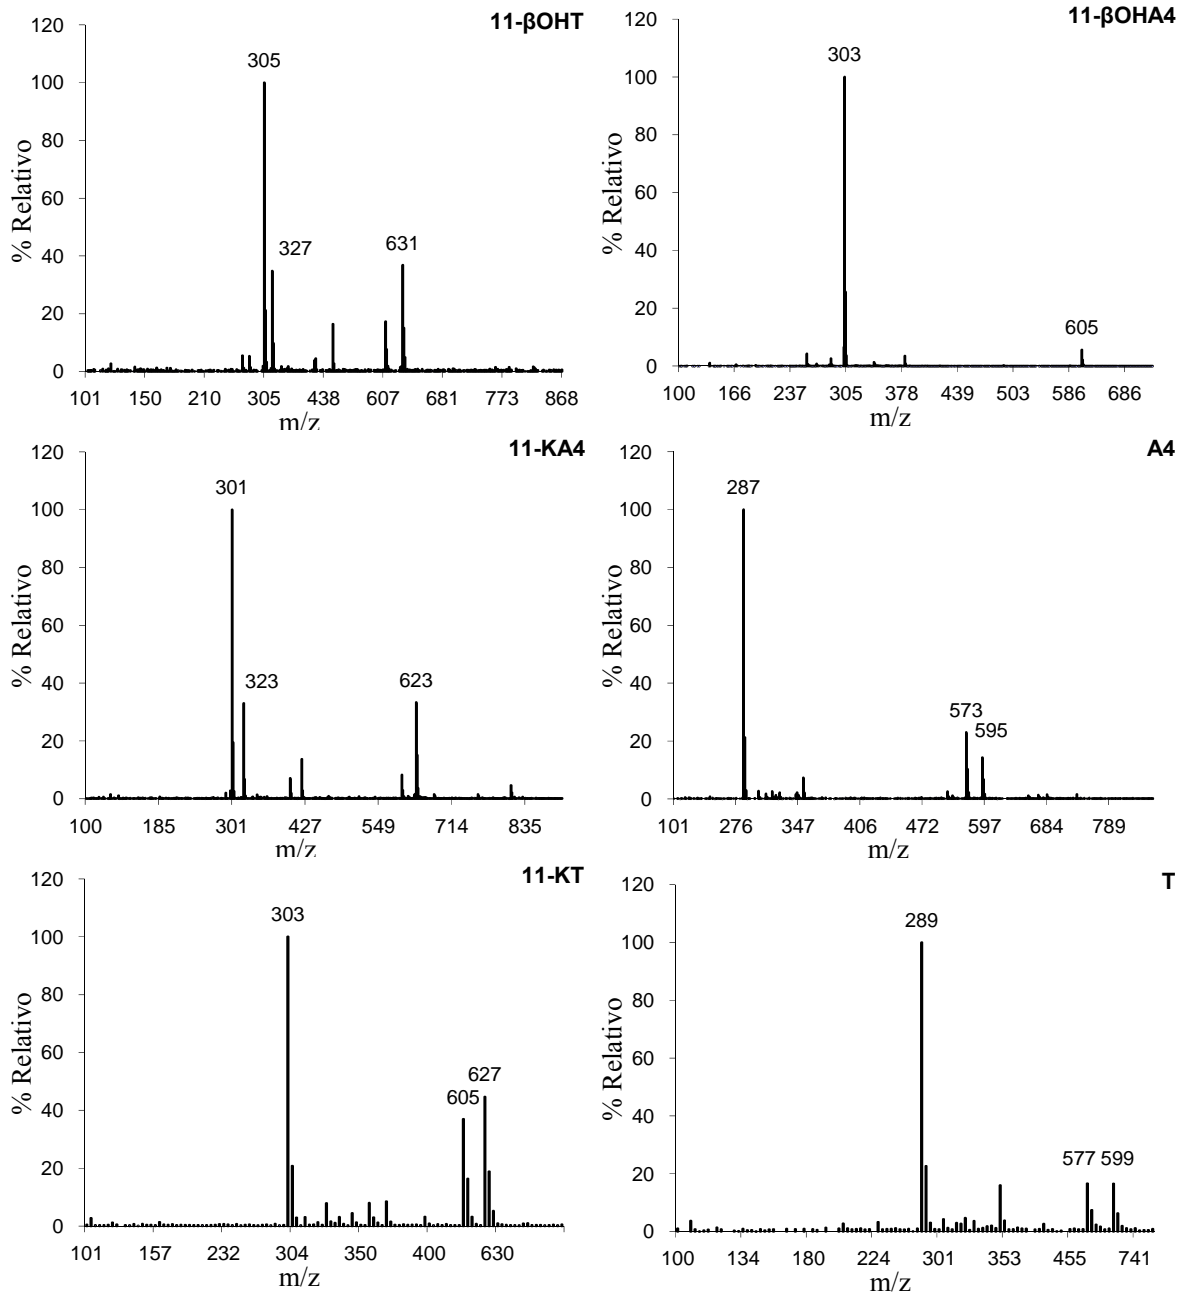 11-βOHT
120
100
80
60
40
20
0
% Relativo
305
327
631
101 150 210 305 438 607 681 773 868
m/z
11-βOHA4
120
100
80
60
40
20
0
% Relativo
303
605
100 166 237 305 378 439 503 586 686
m/z
11-KA4
120
100
80
60
40
20
0
% Relativo
301
323
623
100 185 301 427 549 714 835
m/z
A4
120
100
80
60
40
20
0
% Relativo
287
573
595
101 276 347 406 472 597 684 789
m/z
11-KT
120
100
80
60
40
20
0
% Relativo
303
627
605
101 157 232 304 350 400 630
m/z
T
120
100
80
60
40
20
0
% Relativo
289
577 599
100 134 180 224 301 353 455 741
m/z